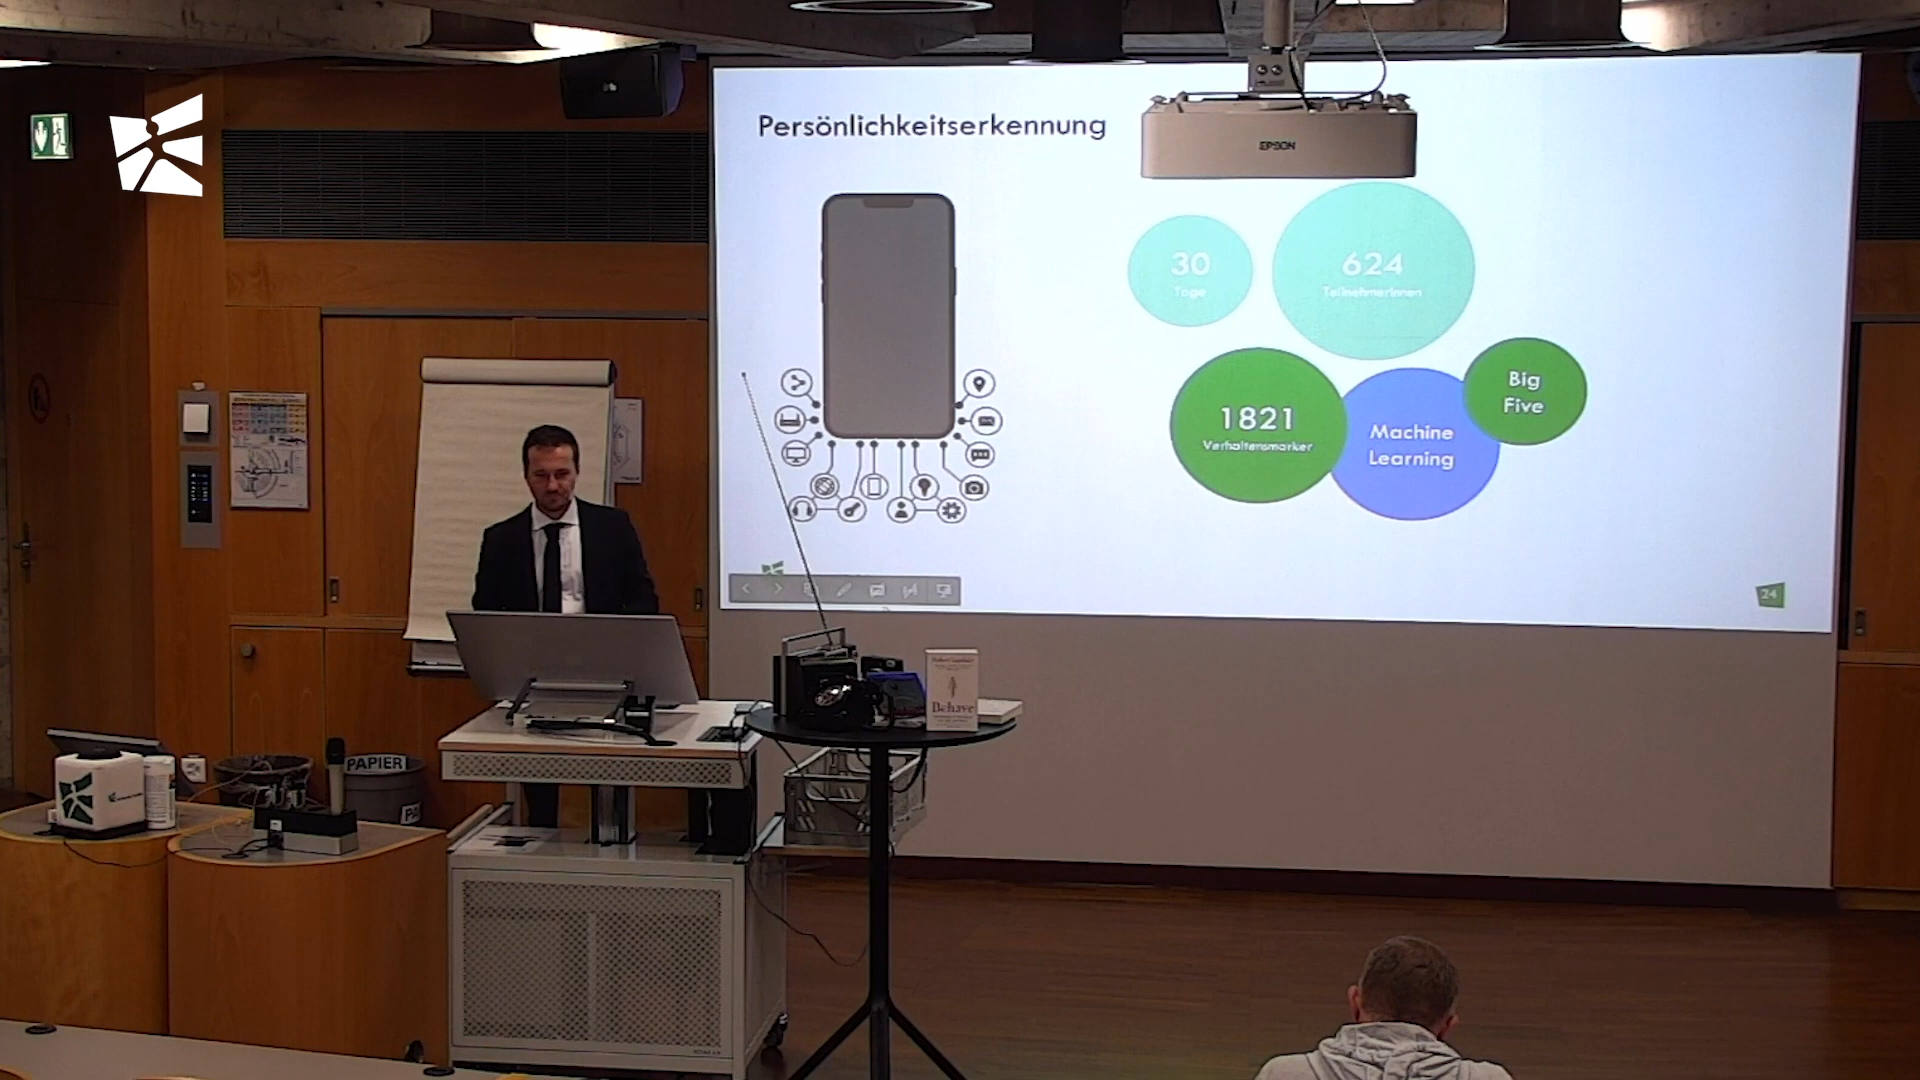 Persönlichkeitserkennung
EPSON
30
Tage
624
TeilnehmerInnen
1821
Verhaltensmarker
Machine
Learning
Big
Five
24
Behave
PAPIER